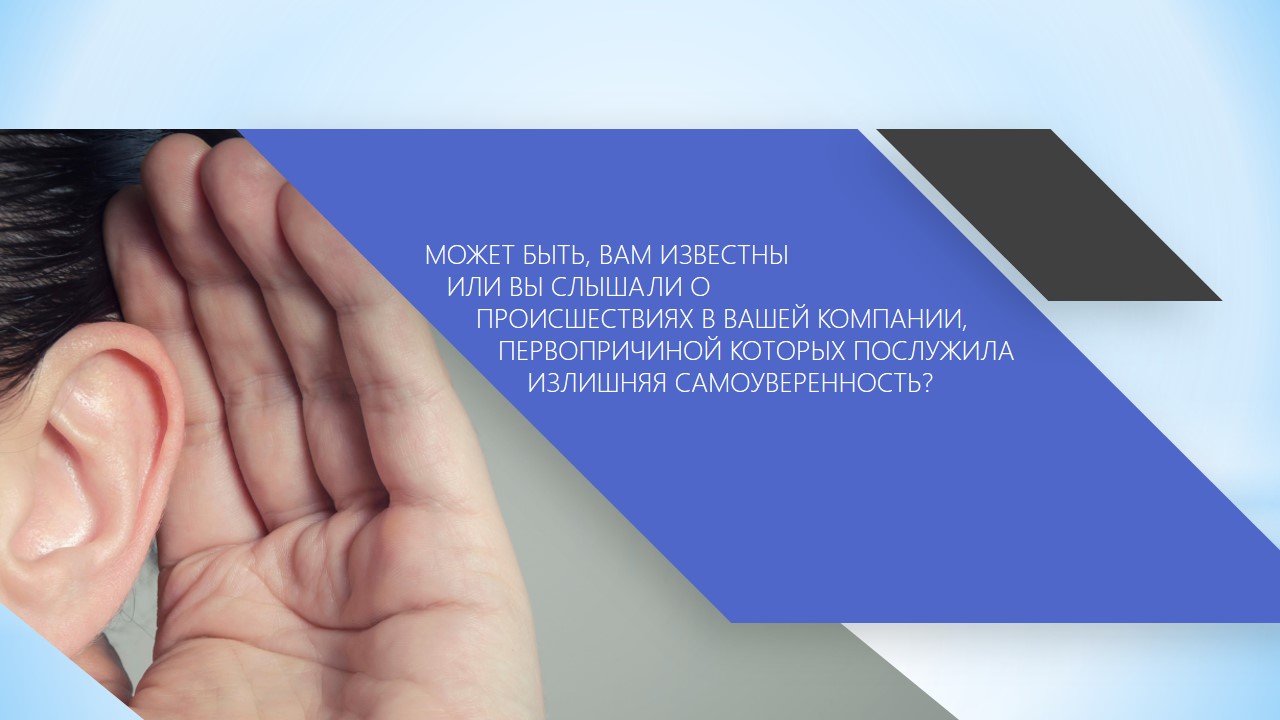 МОЖЕТ БЫТЬ, ВАМ ИЗВЕСТНЫ
ИЛИ ВЫ СЛЫШАЛИ О
ПРОИСШЕСТВИЯХ В ВАШЕЙ КОМПАНИИ,
ПЕРВОПРИЧИНОЙ КОТОРЫХ ПОСЛУЖИЛА
ИЗЛИШНЯЯ САМОУВЕРЕННОСТЬ?